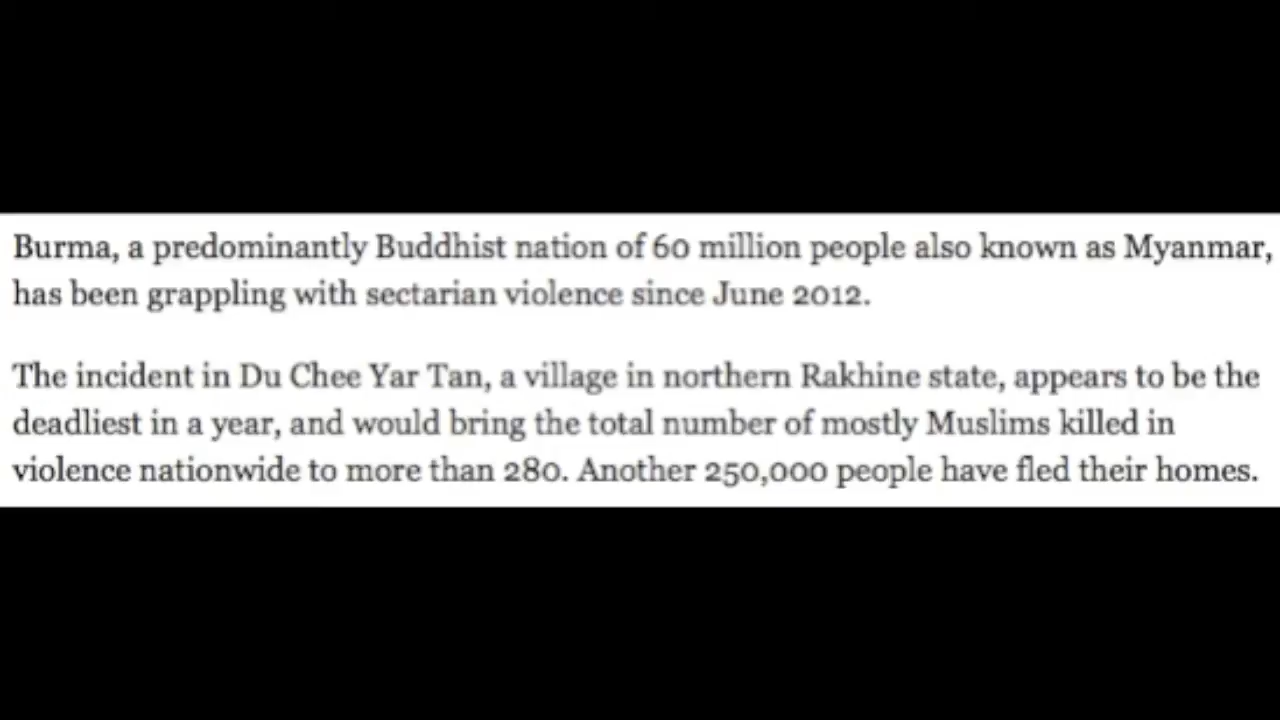 Burma, a predominantly Buddhist nation of 60 million people also known as Myanmar,
has been grappling with sectarian violence since June 2012.
The incident in Du Chee Yar Tan, a village in northern Rakhine state, appears to be the
deadliest in a year, and would bring the total number of mostly Muslims killed in
violence nationwide to more than 280. Another 250,000 people have fled their homes.